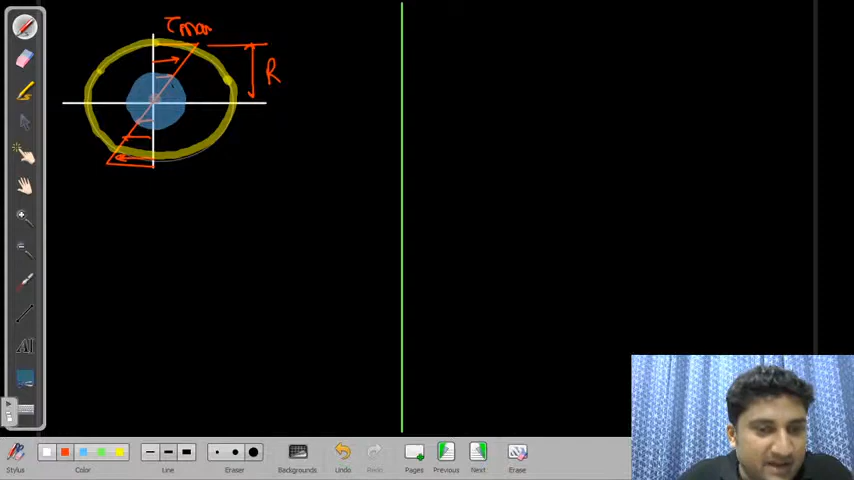 τmax
R
Stylus
Color
Line
Eraser
Backgrounds
Undo
Redo
Pages
Previous
Next
Erase